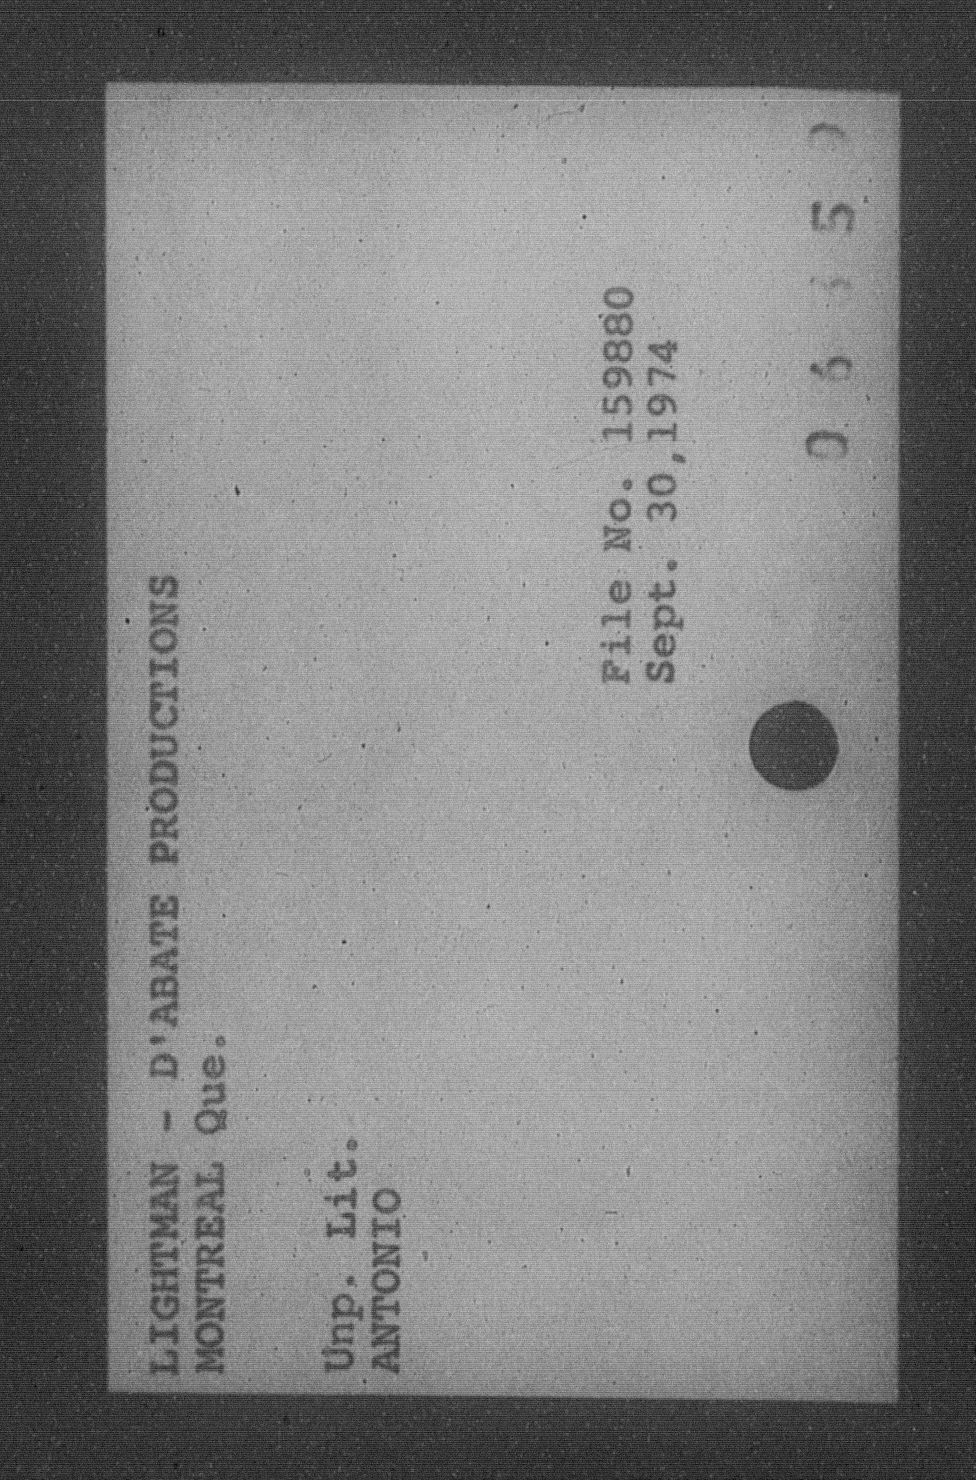 LIGHTMAN - D'ABATE PRODUCTIONS
MONTREAL Que.
Unp. Lit.
ANTONIO
File No. 159880
Sept. 30,1974